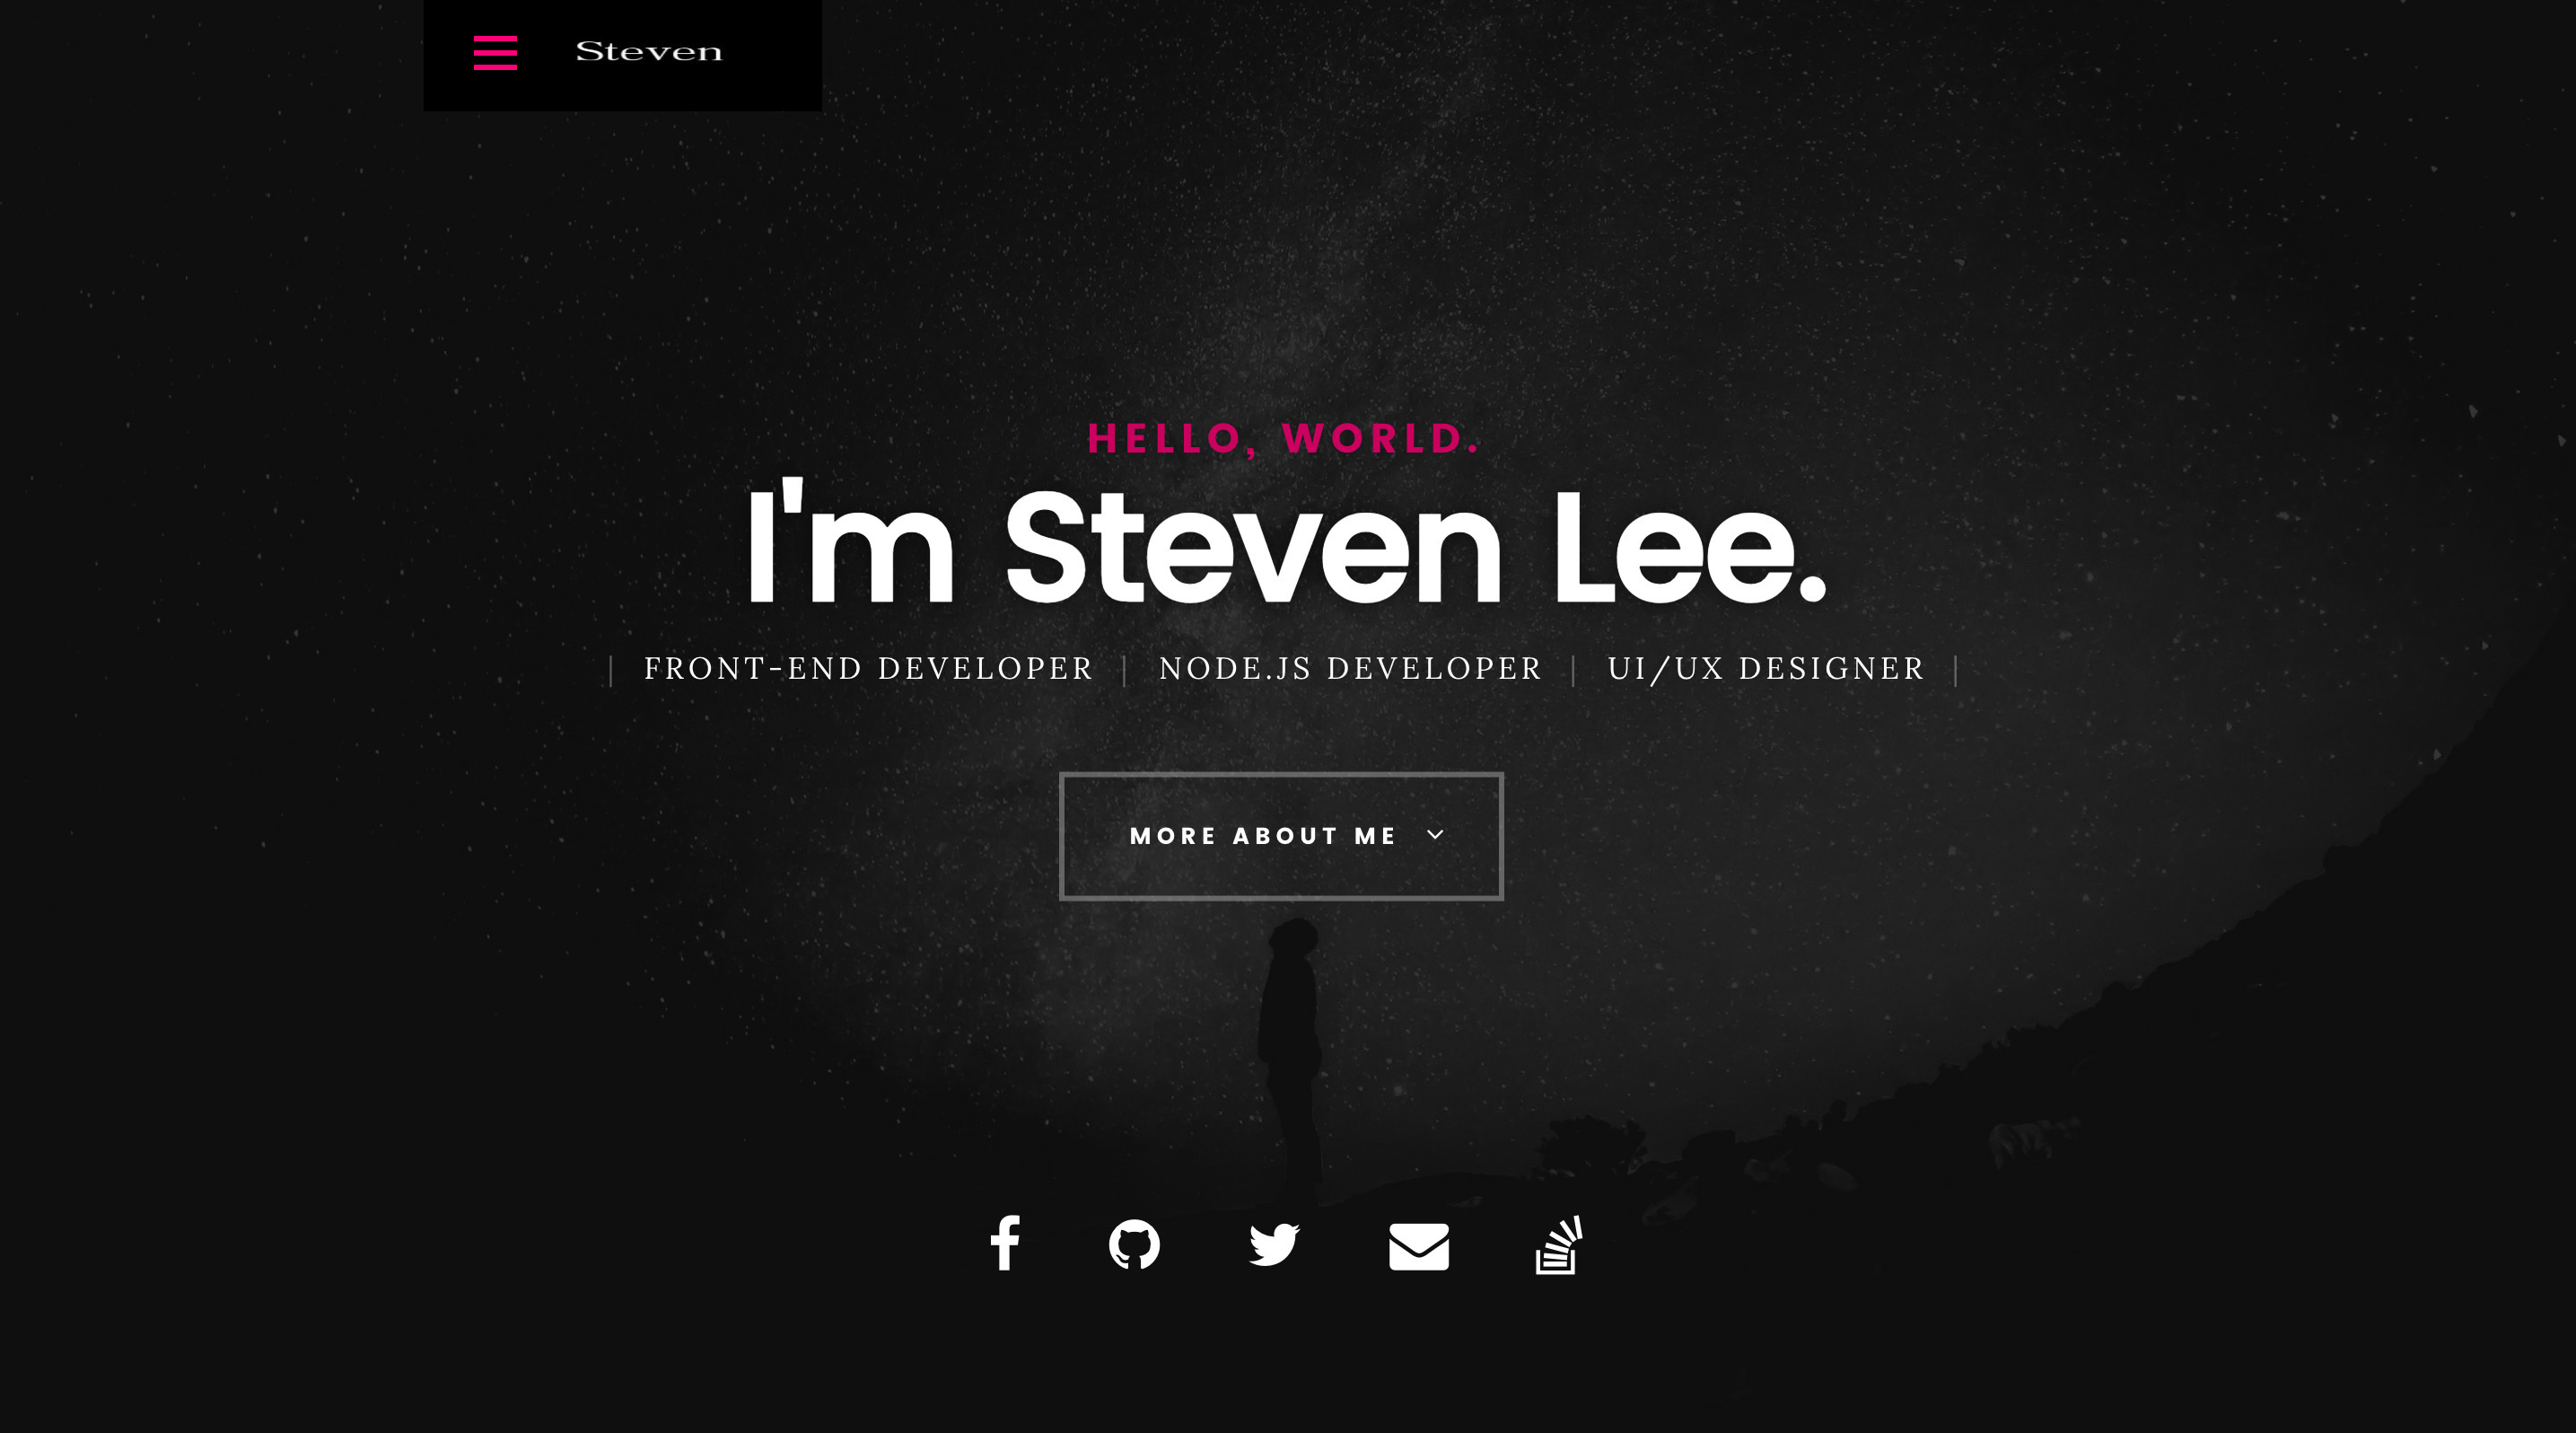 Steven
HELLO, WORLD.
I'm Steven Lee.
| FRONT-END DEVELOPER | NODE.JS DEVELOPER | UI/UX DESIGNER |
MORE ABOUT ME